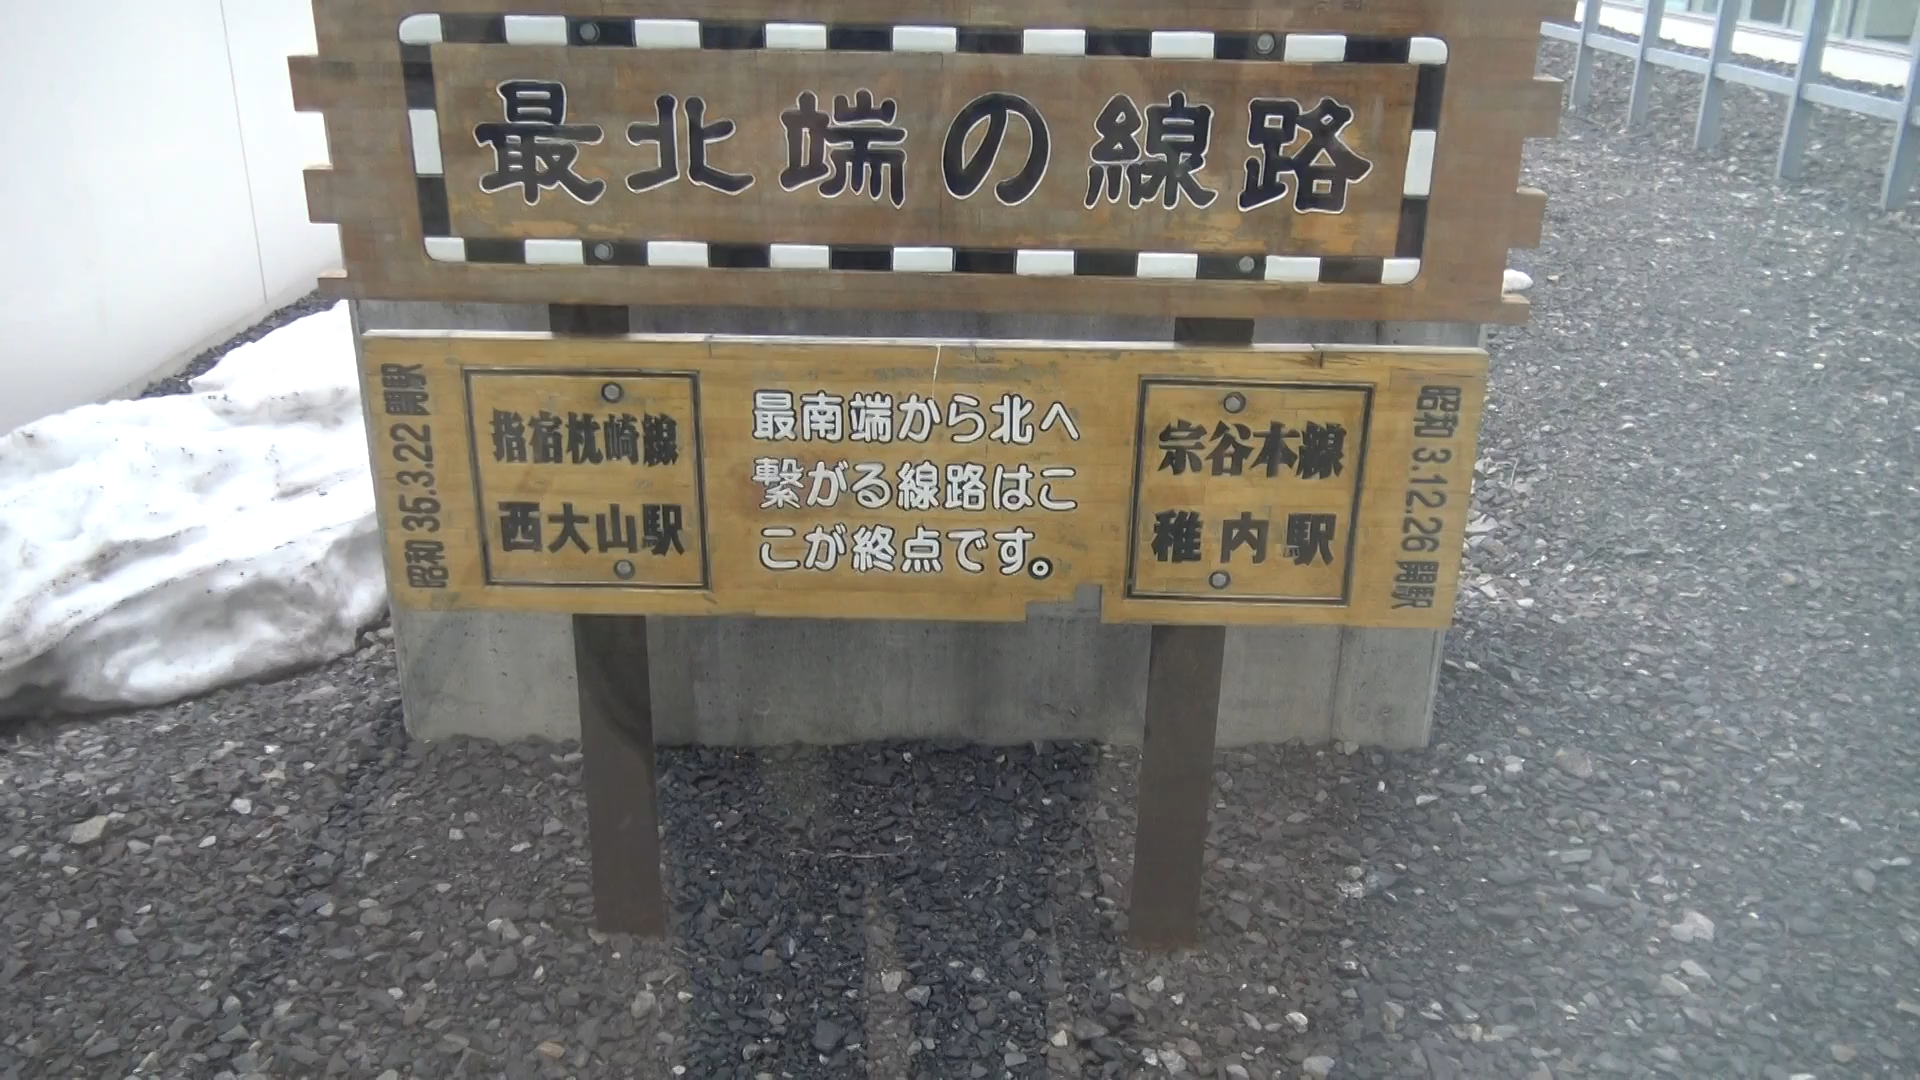 最北端の線路
昭和35.3.22開駅
指宿枕崎線
西大山駅
最南端から北へ
繋がる線路はこ
こが終点です。
宗谷本線
稚内駅
昭和3.12.26開駅